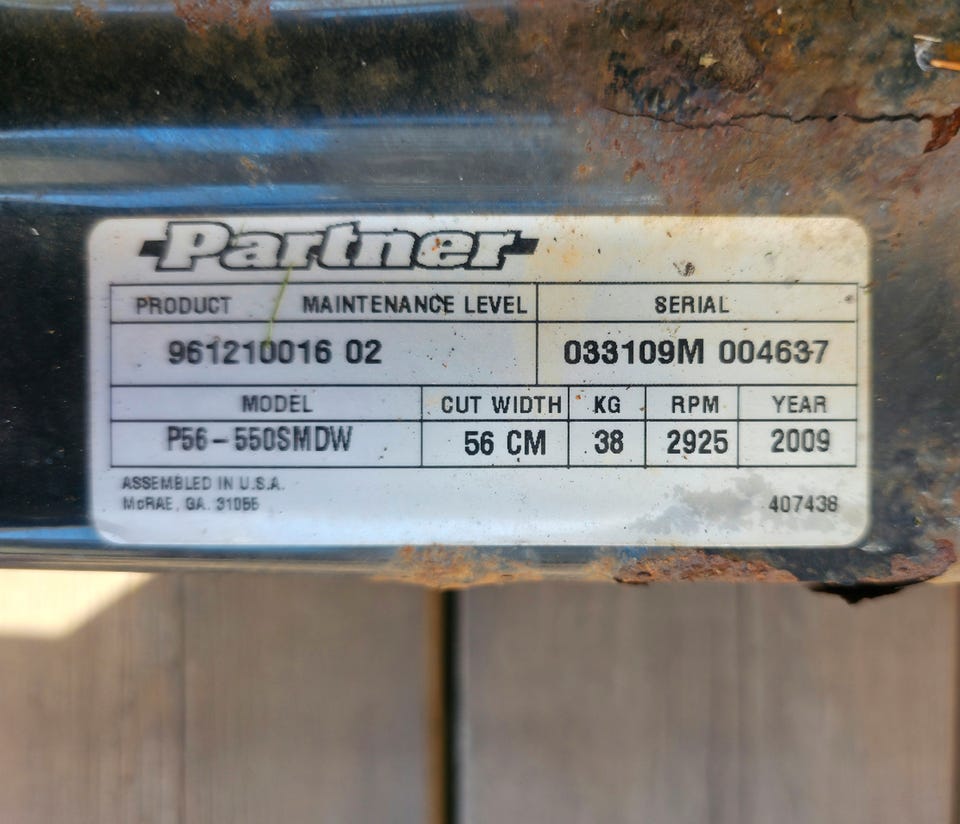 Partner
PRODUCT MAINTENANCE LEVEL SERIAL
961210016 02 033109M 004637
MODEL CUT WIDTH KG RPM YEAR
P56-550SMDW 56 CM 38 2925 2009
ASSEMBLED IN U.S.A.
McRAE, GA. 31055 407438